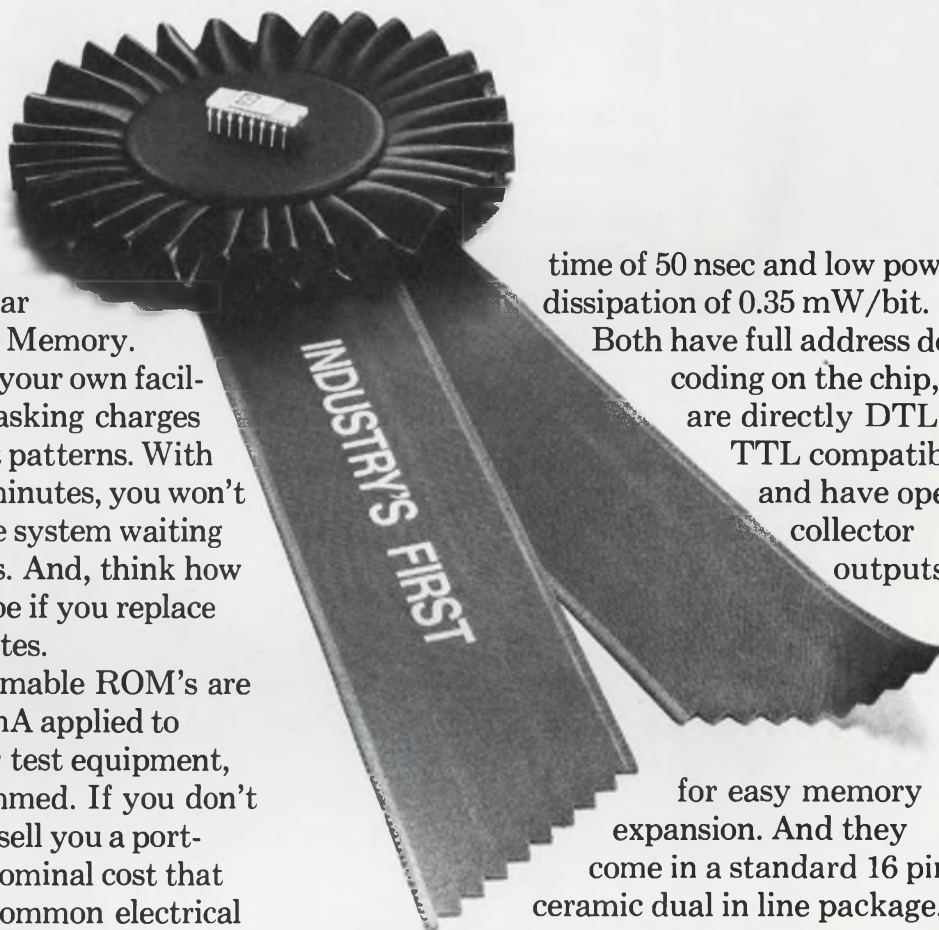 ar
Memory.
your own facil-
asking charges
t patterns. With
minutes, you won't
e system waiting
s. And, think how
be if you replace
tes.
mable ROM's are
mA applied to
test equipment,
mmed. If you don't
sell you a port-
ominal cost that
ommon electrical
INDUSTRY'S FIRST
time of 50 nsec and low pow
dissipation of 0.35 mW/bit.
Both have full address de
coding on the chip,
are directly DTL
TTL compatib
and have ope
collector
outputs
for easy memory
expansion. And they
come in a standard 16 pin
ceramic dual in line package.